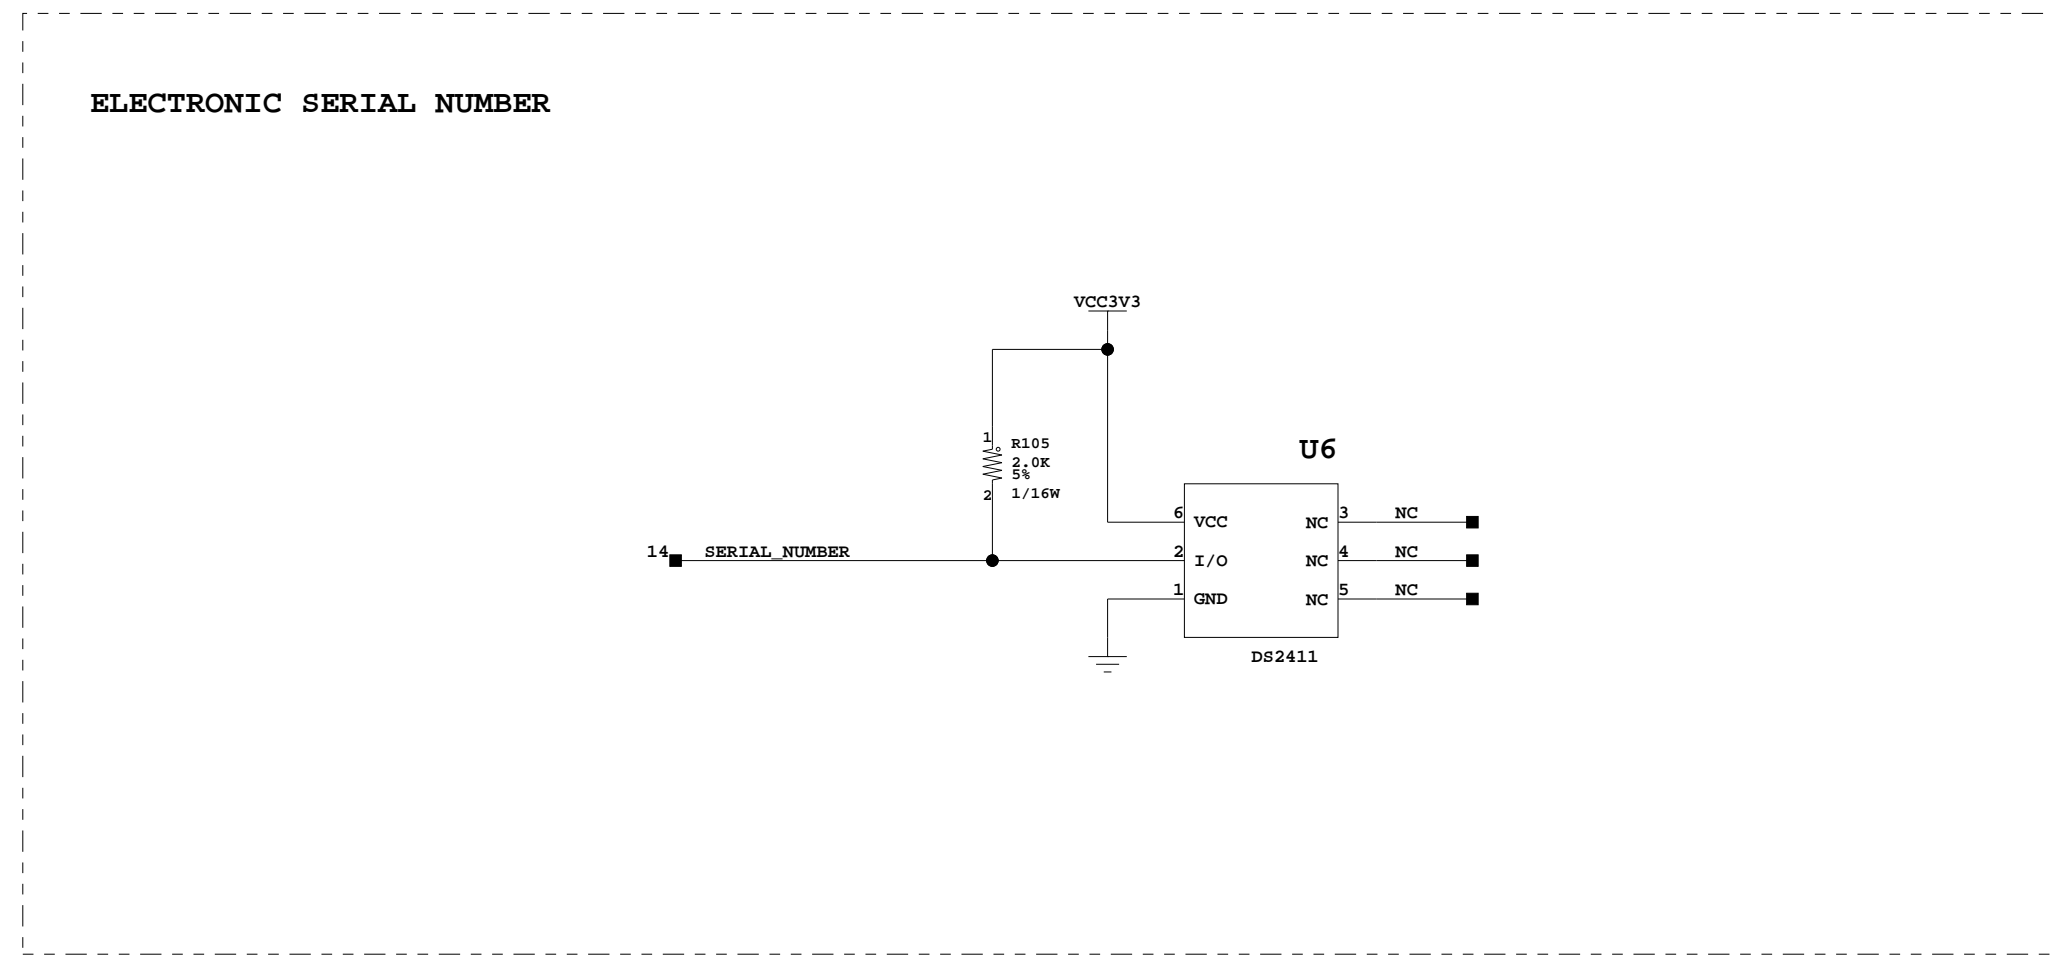 ELECTRONIC SERIAL NUMBER
VCC3V3
1
R105
2.0K
5%
1/16W
2
U6
6 VCC NC 3 NC
14 SERIAL_NUMBER 2 I/O NC 4 NC
1 GND NC 5 NC
DS2411